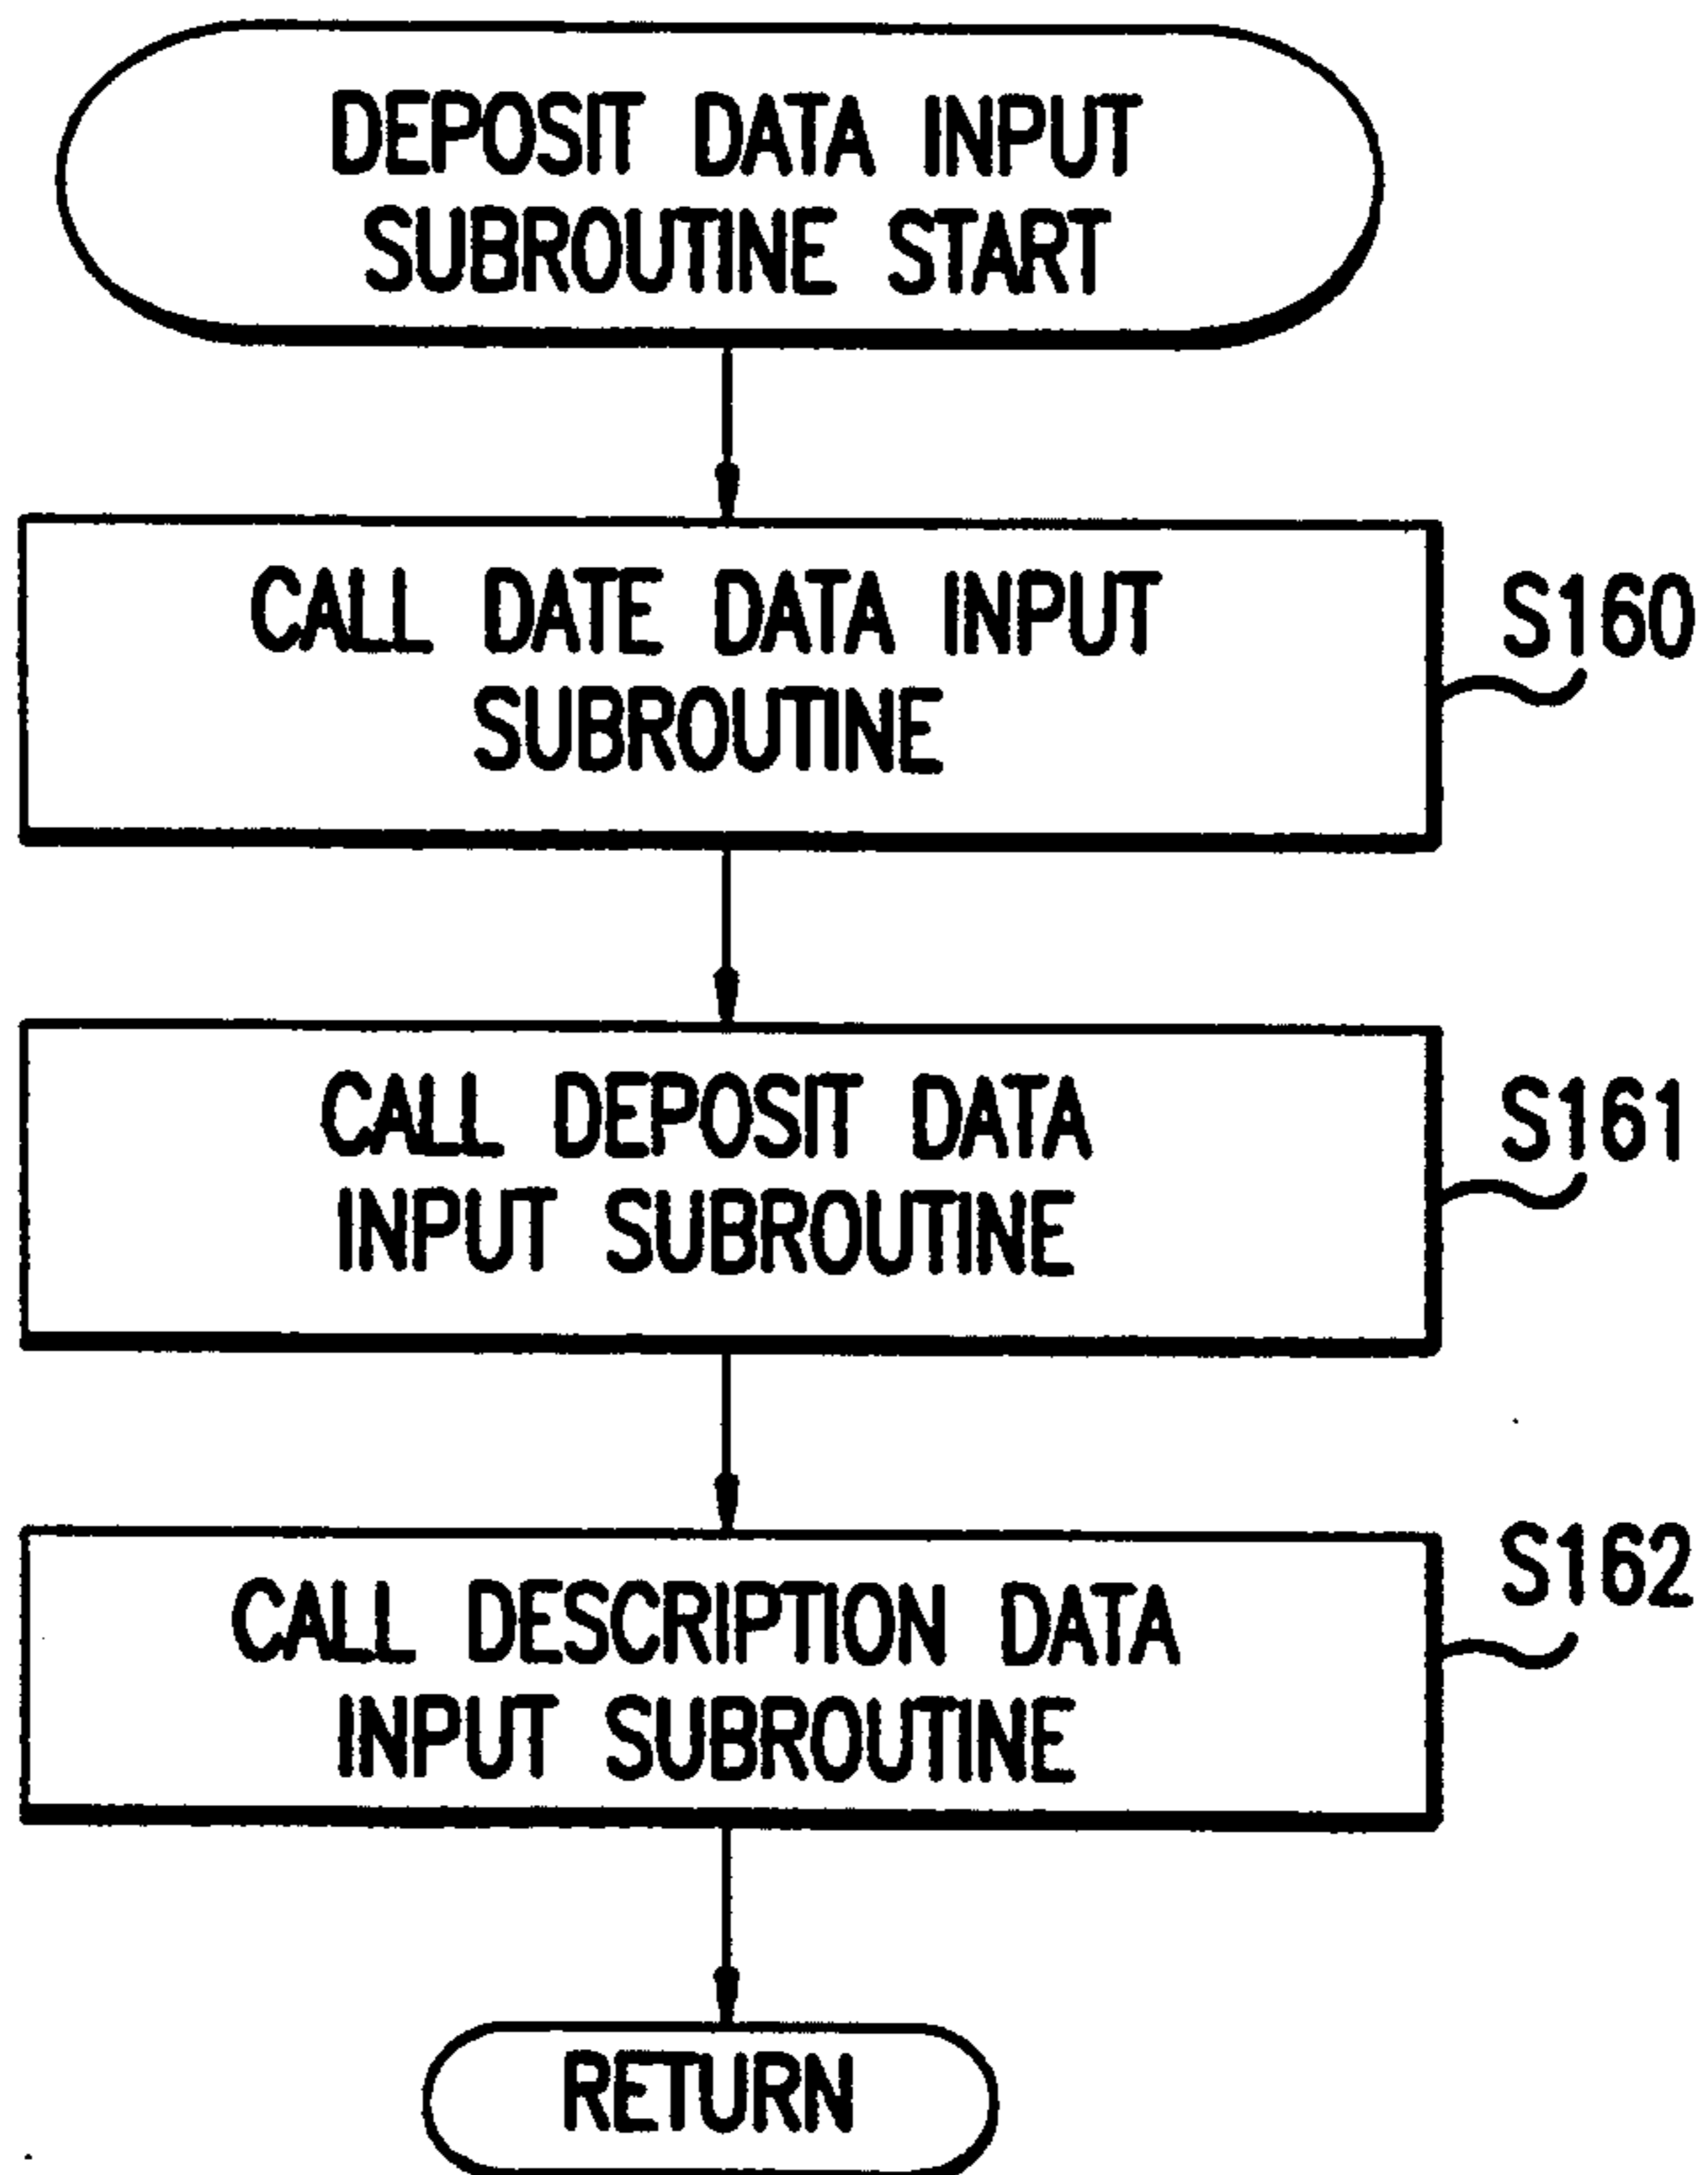 DEPOSIT DATA INPUT
SUBROUTINE START
CALL DATE DATA INPUT
SUBROUTINE
S160
CALL DEPOSIT DATA
INPUT SUBROUTINE
S161
CALL DESCRIPTION DATA
INPUT SUBROUTINE
S162
RETURN